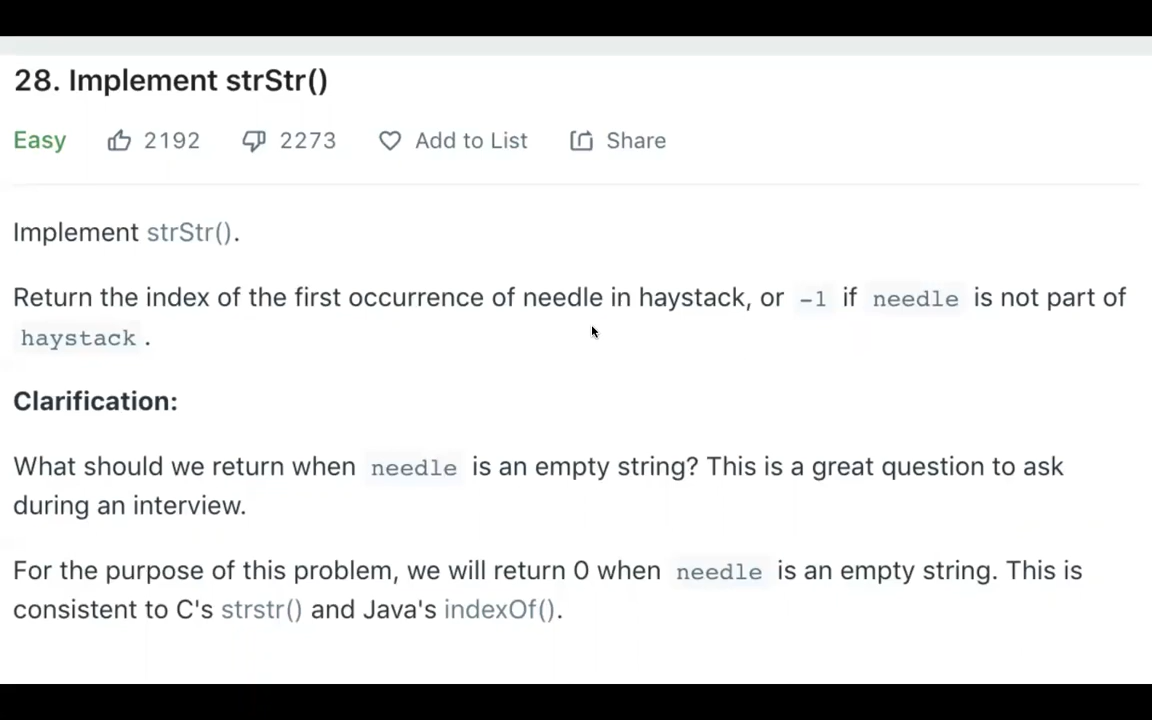 28. Implement strStr()
Easy 2192 2273 Add to List Share
Implement strStr().
Return the index of the first occurrence of needle in haystack, or -1 if needle is not part of
haystack .
Clarification:
What should we return when needle is an empty string? This is a great question to ask
during an interview.
For the purpose of this problem, we will return 0 when needle is an empty string. This is
consistent to C's strstr() and Java's indexOf().